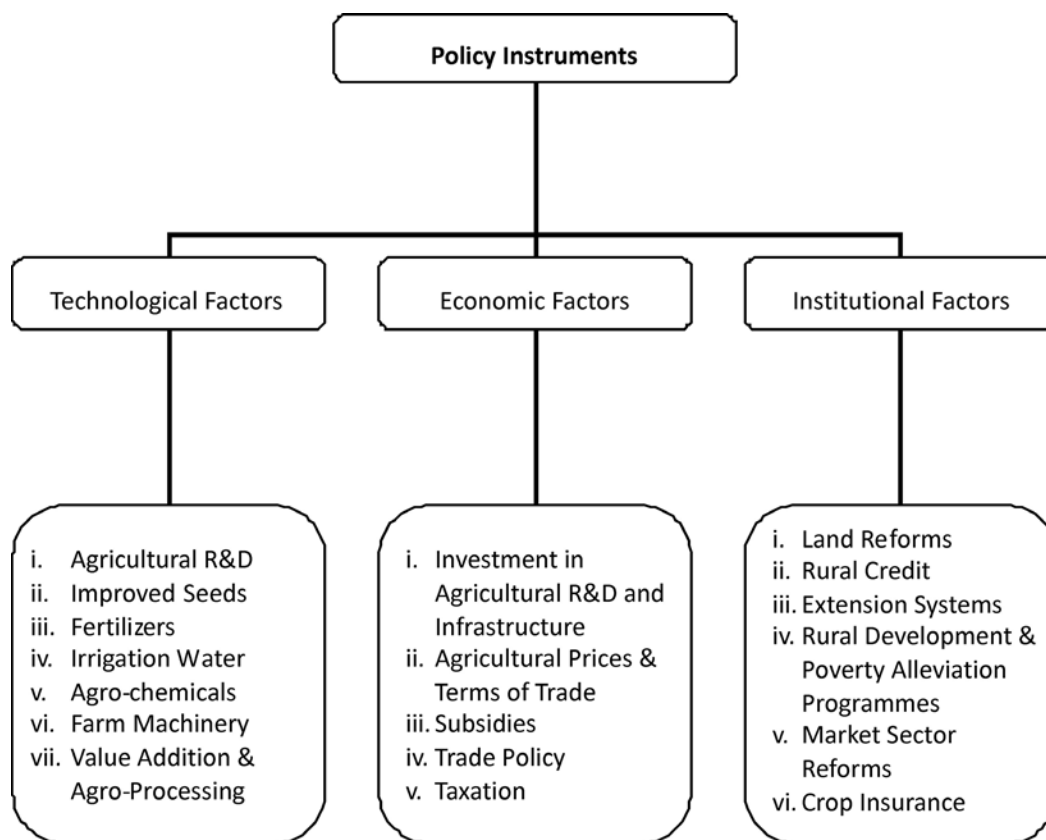 Policy Instruments
Technological Factors
Economic Factors
Institutional Factors
i. Agricultural R&D
ii. Improved Seeds
iii. Fertilizers
iv. Irrigation Water
v. Agro-chemicals
vi. Farm Machinery
vii. Value Addition &
Agro-Processing
i. Investment in
Agricultural R&D and
Infrastructure
ii. Agricultural Prices &
Terms of Trade
iii. Subsidies
iv. Trade Policy
v. Taxation
i. Land Reforms
ii. Rural Credit
iii. Extension Systems
iv. Rural Development &
Poverty Alleviation
Programmes
v. Market Sector
Reforms
vi. Crop Insurance